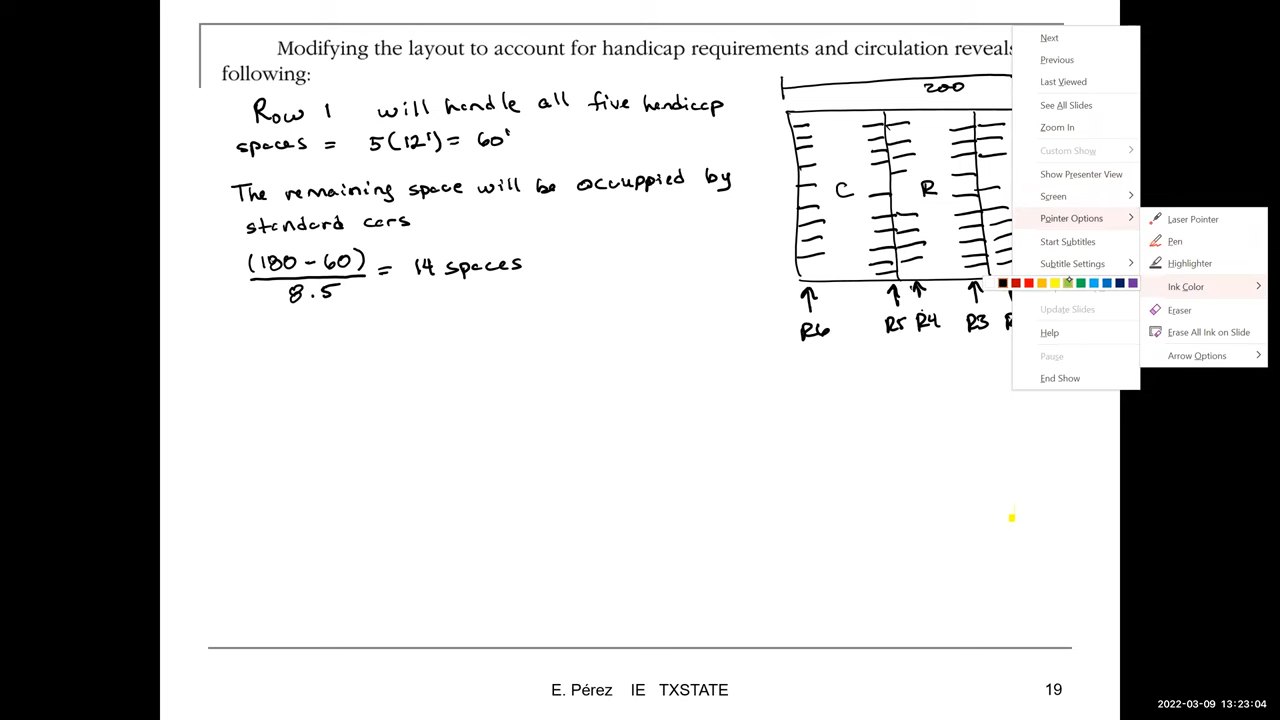 Modifying the layout to account for handicap requirements and circulation reveals
following:
Row 1 will handle all five handicap
spaces = 5(12') = 60'
The remaining space will be occuppied by
standard cars
(180 - 60)
8.5
= 14 spaces
200
C
R
R6
R5
R4
R3
Next
Previous
Last Viewed
See All Slides
Zoom In
Custom Show
Show Presenter View
Screen
Pointer Options
Start Subtitles
Subtitle Settings
Update Slides
Help
Pause
End Show
Laser Pointer
Pen
Highlighter
Ink Color
Eraser
Erase All Ink on Slide
Arrow Options
E. Pérez IE TXSTATE
19
2022-03-09 13:23:04